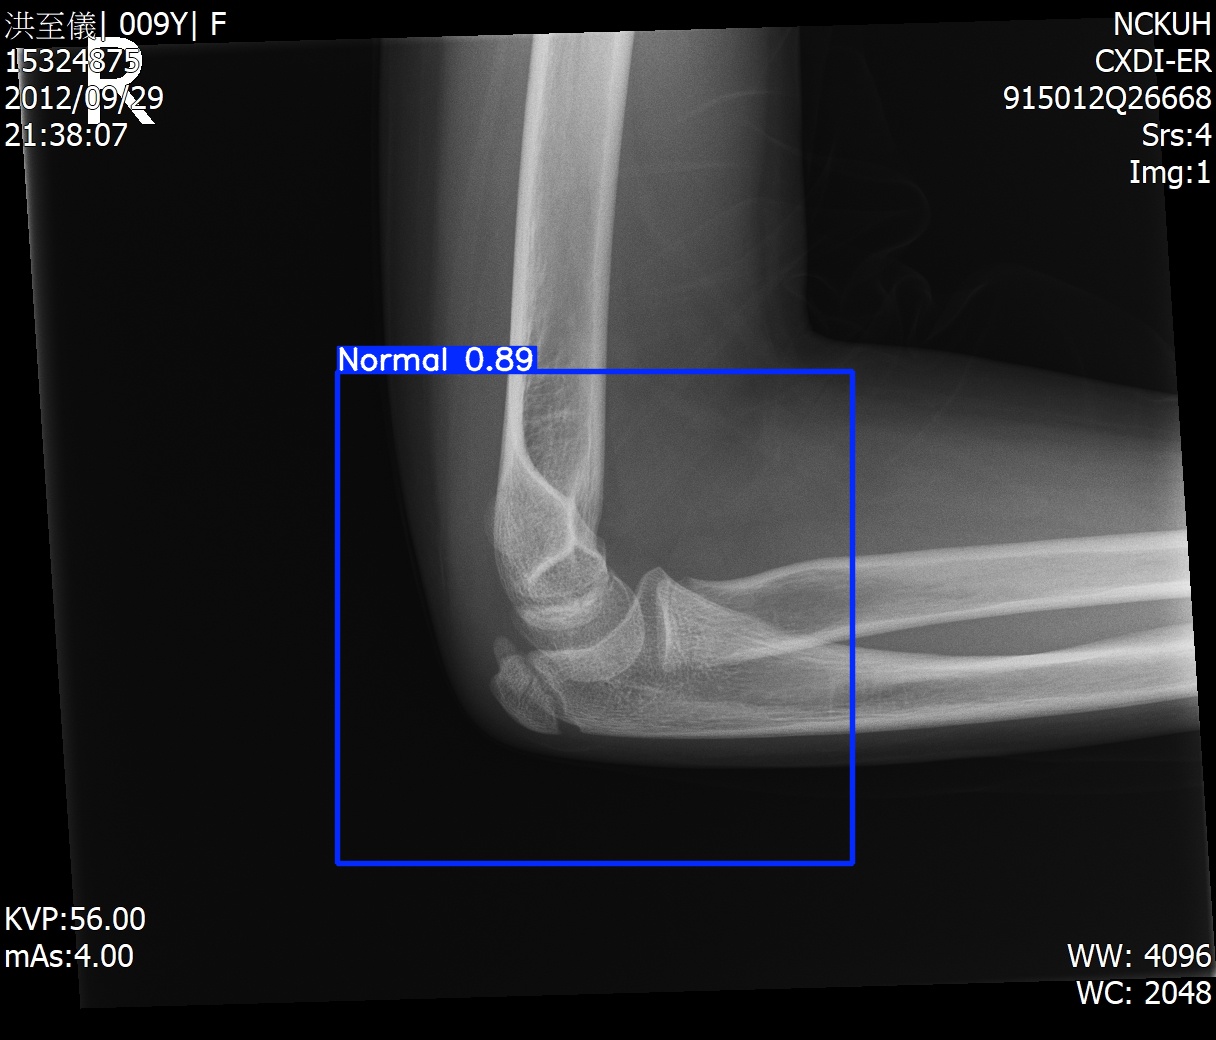 洪至儀| 009Y| F
15324875
2012/09/29
21:38:07
R
NCKUH
CXDI-ER
915012Q26668
Srs:4
Img:1
Normal 0.89
KVP:56.00
mAs:4.00
WW: 4096
WC: 2048